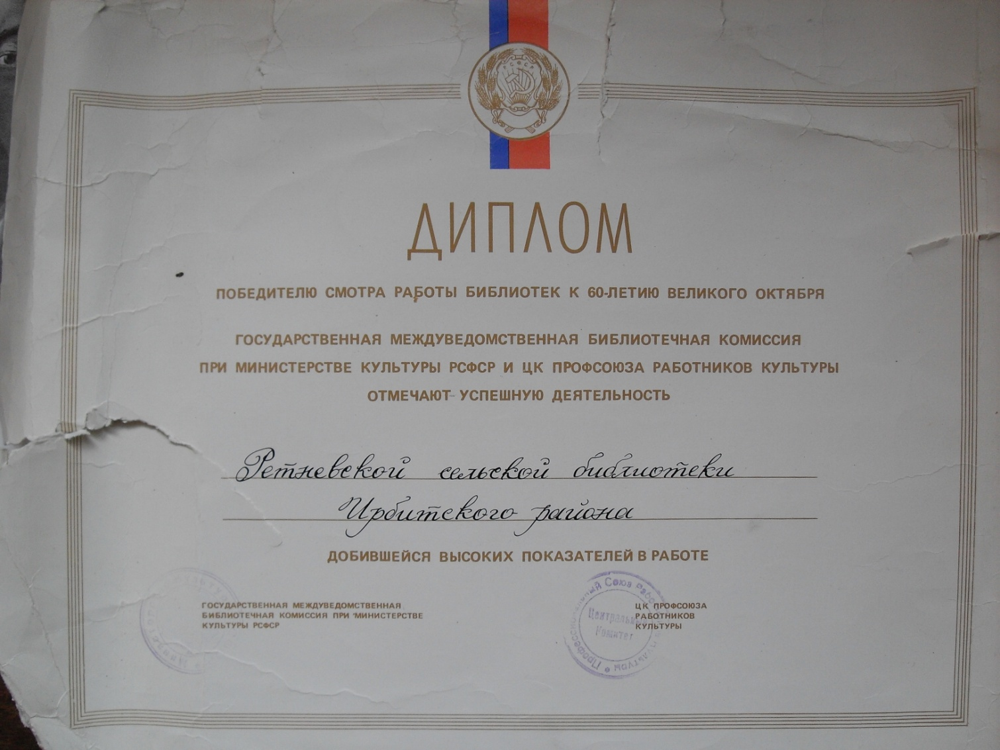 РСФСР
ДИПЛОМ
ПОБЕДИТЕЛЮ СМОТРА РАБОТЫ БИБЛИОТЕК К 60-ЛЕТИЮ ВЕЛИКОГО ОКТЯБРЯ
ГОСУДАРСТВЕННАЯ МЕЖДУВЕДОМСТВЕННАЯ БИБЛИОТЕЧНАЯ КОМИССИЯ
ПРИ МИНИСТЕРСТВЕ КУЛЬТУРЫ РСФСР И ЦК ПРОФСОЮЗА РАБОТНИКОВ КУЛЬТУРЫ
ОТМЕЧАЮТ УСПЕШНУЮ ДЕЯТЕЛЬНОСТЬ
Ретневской сельской библиотеки
Ирбитского района
ДОБИВШЕЙСЯ ВЫСОКИХ ПОКАЗАТЕЛЕЙ В РАБОТЕ
ГОСУДАРСТВЕННАЯ МЕЖДУВЕДОМСТВЕННАЯ
БИБЛИОТЕЧНАЯ КОМИССИЯ ПРИ МИНИСТЕРСТВЕ
КУЛЬТУРЫ РСФСР
ЦК ПРОФСОЮЗА
РАБОТНИКОВ
КУЛЬТУРЫ
Профессиональный Союз Работников культуры
Центральный
Комитет